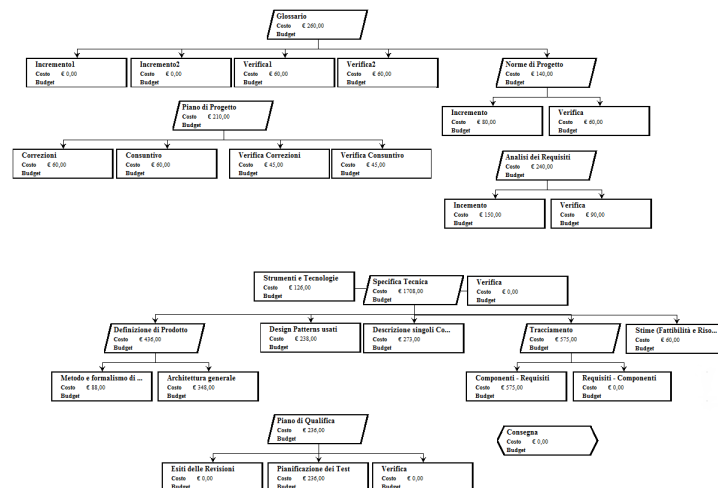 Glossario
Costo € 260,00
Budget
Incremento1
Costo € 0,00
Budget
Incremento2
Costo € 0,00
Budget
Verifica1
Costo € 60,00
Budget
Verifica2
Costo € 60,00
Budget
Norme di Progetto
Costo € 140,00
Budget
Piano di Progetto
Costo € 210,00
Budget
Incremento
Costo € 80,00
Budget
Verifica
Costo € 60,00
Budget
Correzioni
Costo € 60,00
Budget
Consuntivo
Costo € 60,00
Budget
Verifica Correzioni
Costo € 45,00
Budget
Verifica Consuntivo
Costo € 45,00
Budget
Analisi dei Requisiti
Costo € 240,00
Budget
Incemento
Costo € 150,00
Budget
Verifica
Costo € 90,00
Budget
Strumenti e Tecnologie
Costo € 126,00
Budget
Specifica Tecnica
Costo € 1708,00
Budget
Verifica
Costo € 0,00
Budget
Definizione di Prodotto
Costo € 436,00
Budget
Design Patterns usati
Costo € 238,00
Budget
Descrizione singoli Co...
Costo € 273,00
Budget
Tracciamento
Costo € 575,00
Budget
Stime (Fattibilità e Riso...
Costo € 60,00
Budget
Metodo e formalismo di ...
Costo € 88,00
Budget
Architettura generale
Costo € 348,00
Budget
Componenti - Requisiti
Costo € 575,00
Budget
Requisiti - Componenti
Costo € 0,00
Budget
Piano di Qualifica
Costo € 236,00
Budget
Consegna
Costo € 0,00
Budget
Esiti delle Revisioni
Costo € 0,00
Budget
Pianificazione dei Test
Costo € 236,00
Budget
Verifica
Costo € 0,00
Budget